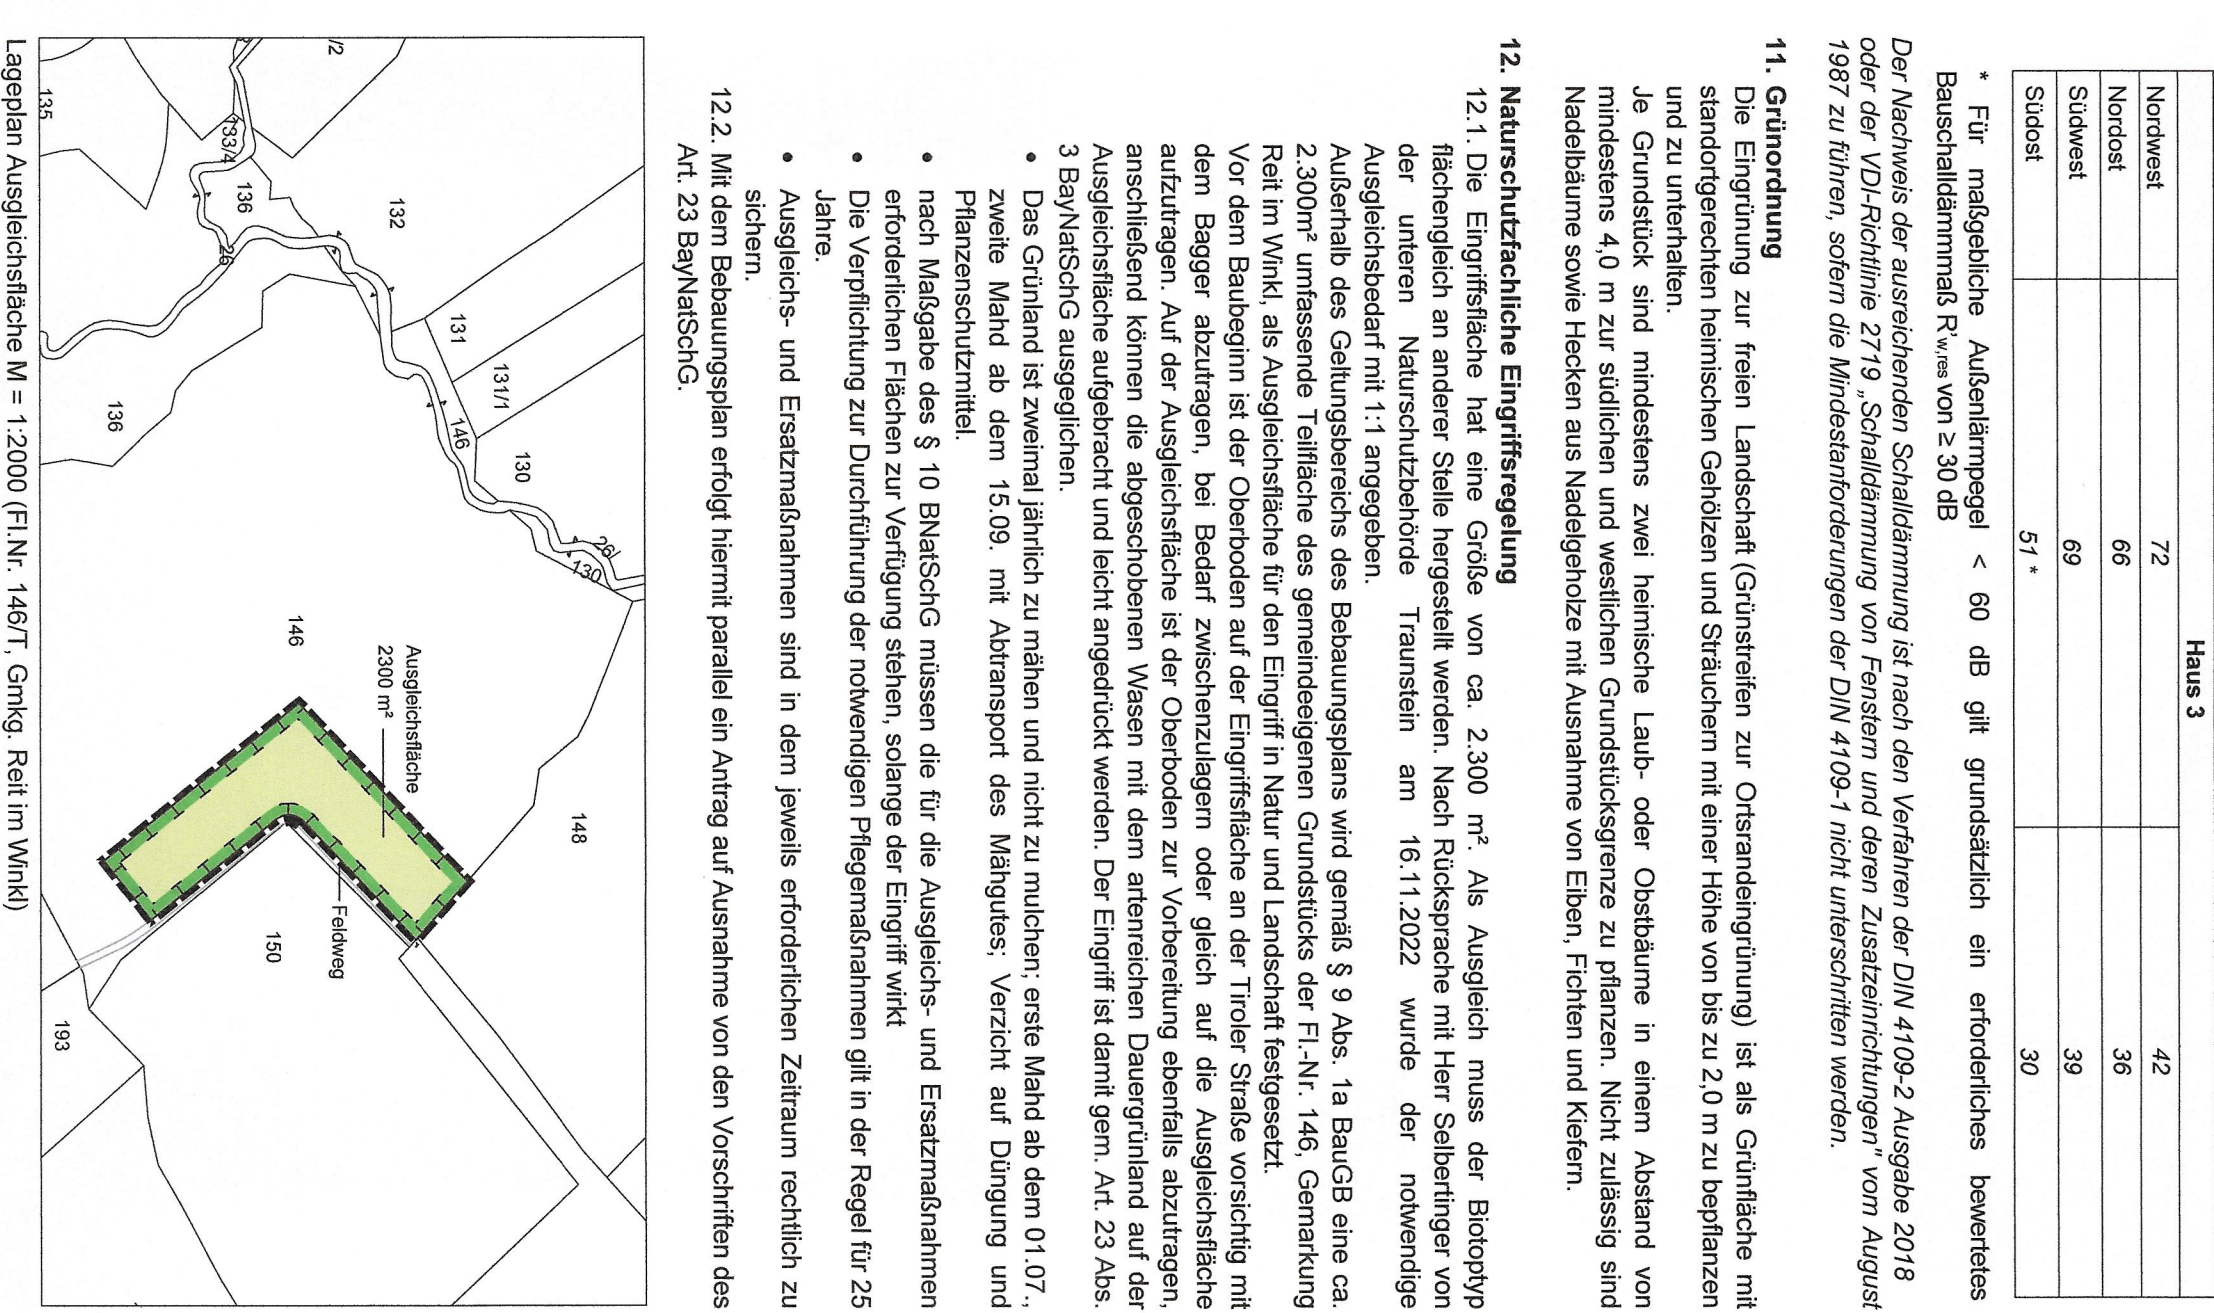 Haus 3
Nordwest 72 42
Nordost 66 36
Südwest 69 39
Südost 51* 30
* Für maßgebliche Außenlärmpegel < 60 dB gilt grundsätzlich ein erforderliches bewertetes
Bauschalldämmmaß R'w,res von ≥ 30 dB
Der Nachweis der ausreichenden Schalldämmung ist nach den Verfahren der DIN 4109-2 Ausgabe 2018
oder der VDI-Richtlinie 2719 „Schalldämmung von Fenstern und deren Zusatzeinrichtungen" vom August
1987 zu führen, sofern die Mindestanforderungen der DIN 4109-1 nicht unterschritten werden.
11. Grünordnung
Die Eingrünung zur freien Landschaft (Grünstreifen zur Ortsrandeingrünung) ist als Grünfläche mit
standortgerechten heimischen Gehölzen und Sträuchern mit einer Höhe von bis zu 2,0 m zu bepflanzen
und zu unterhalten.
Je Grundstück sind mindestens zwei heimische Laub- oder Obstbäume in einem Abstand von
mindestens 4,0 m zur südlichen und westlichen Grundstücksgrenze zu pflanzen. Nicht zulässig sind
Nadelbäume sowie Hecken aus Nadelgeholze mit Ausnahme von Eiben, Fichten und Kiefern.
12. Naturschutzfachliche Eingriffsregelung
12.1. Die Eingriffsfläche hat eine Größe von ca. 2.300 m². Als Ausgleich muss der Biotoptyp
flächengleich an anderer Stelle hergestellt werden. Nach Rücksprache mit Herr Selbertinger von
der unteren Naturschutzbehörde Traunstein am 16.11.2022 wurde der notwendige
Ausgleichsbedarf mit 1:1 angegeben.
Außerhalb des Geltungsbereichs des Bebauungsplans wird gemäß § 9 Abs. 1a BauGB eine ca.
2.300m² umfassende Teilfläche des gemeindeeigenen Grundstücks der Fl.-Nr. 146, Gemarkung
Reit im Winkl, als Ausgleichsfläche für den Eingriff in Natur und Landschaft festgesetzt.
Vor dem Baubeginn ist der Oberboden auf der Eingriffsfläche an der Tiroler Straße vorsichtig mit
dem Bagger abzutragen, bei Bedarf zwischenzulagern oder gleich auf die Ausgleichsfläche
aufzutragen. Auf der Ausgleichsfläche ist der Oberboden zur Vorbereitung ebenfalls abzutragen,
anschließend können die abgeschobenen Wasen mit dem artenreichen Dauergrünland auf der
Ausgleichsfläche aufgebracht und leicht angedrückt werden. Der Eingriff ist damit gem. Art. 23 Abs.
3 BayNatSchG ausgeglichen.
• Das Grünland ist zweimal jährlich zu mähen und nicht zu mulchen; erste Mahd ab dem 01.07.,
zweite Mahd ab dem 15.09. mit Abtransport des Mähgutes; Verzicht auf Düngung und
Pflanzenschutzmittel.
• nach Maßgabe des § 10 BNatSchG müssen die für die Ausgleichs- und Ersatzmaßnahmen
erforderlichen Flächen zur Verfügung stehen, solange der Eingriff wirkt
• Die Verpflichtung zur Durchführung der notwendigen Pflegemaßnahmen gilt in der Regel für 25
Jahre.
• Ausgleichs- und Ersatzmaßnahmen sind in dem jeweils erforderlichen Zeitraum rechtlich zu
sichern.
12.2. Mit dem Bebauungsplan erfolgt hiermit parallel ein Antrag auf Ausnahme von den Vorschriften des
Art. 23 BayNatSchG.
/2
132
131
131/1
130
26/
130
148
133/4
136
26
146
135
136
146
Ausgleichsfläche
2300 m²
Feldweg
150
193
Lageplan Ausgleichsfläche M = 1:2000 (Fl.Nr. 146/T, Gmkg. Reit im Winkl)